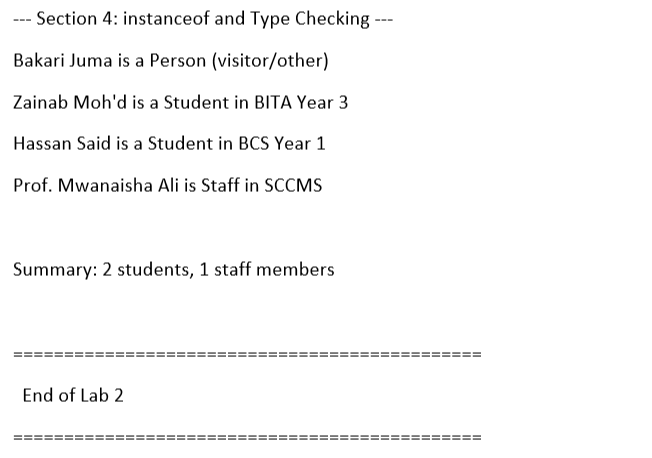 --- Section 4: instanceof and Type Checking ---
Bakari Juma is a Person (visitor/other)
Zainab Moh'd is a Student in BITA Year 3
Hassan Said is a Student in BCS Year 1
Prof. Mwanaisha Ali is Staff in SCCMS
Summary: 2 students, 1 staff members
==============================================
End of Lab 2
==============================================